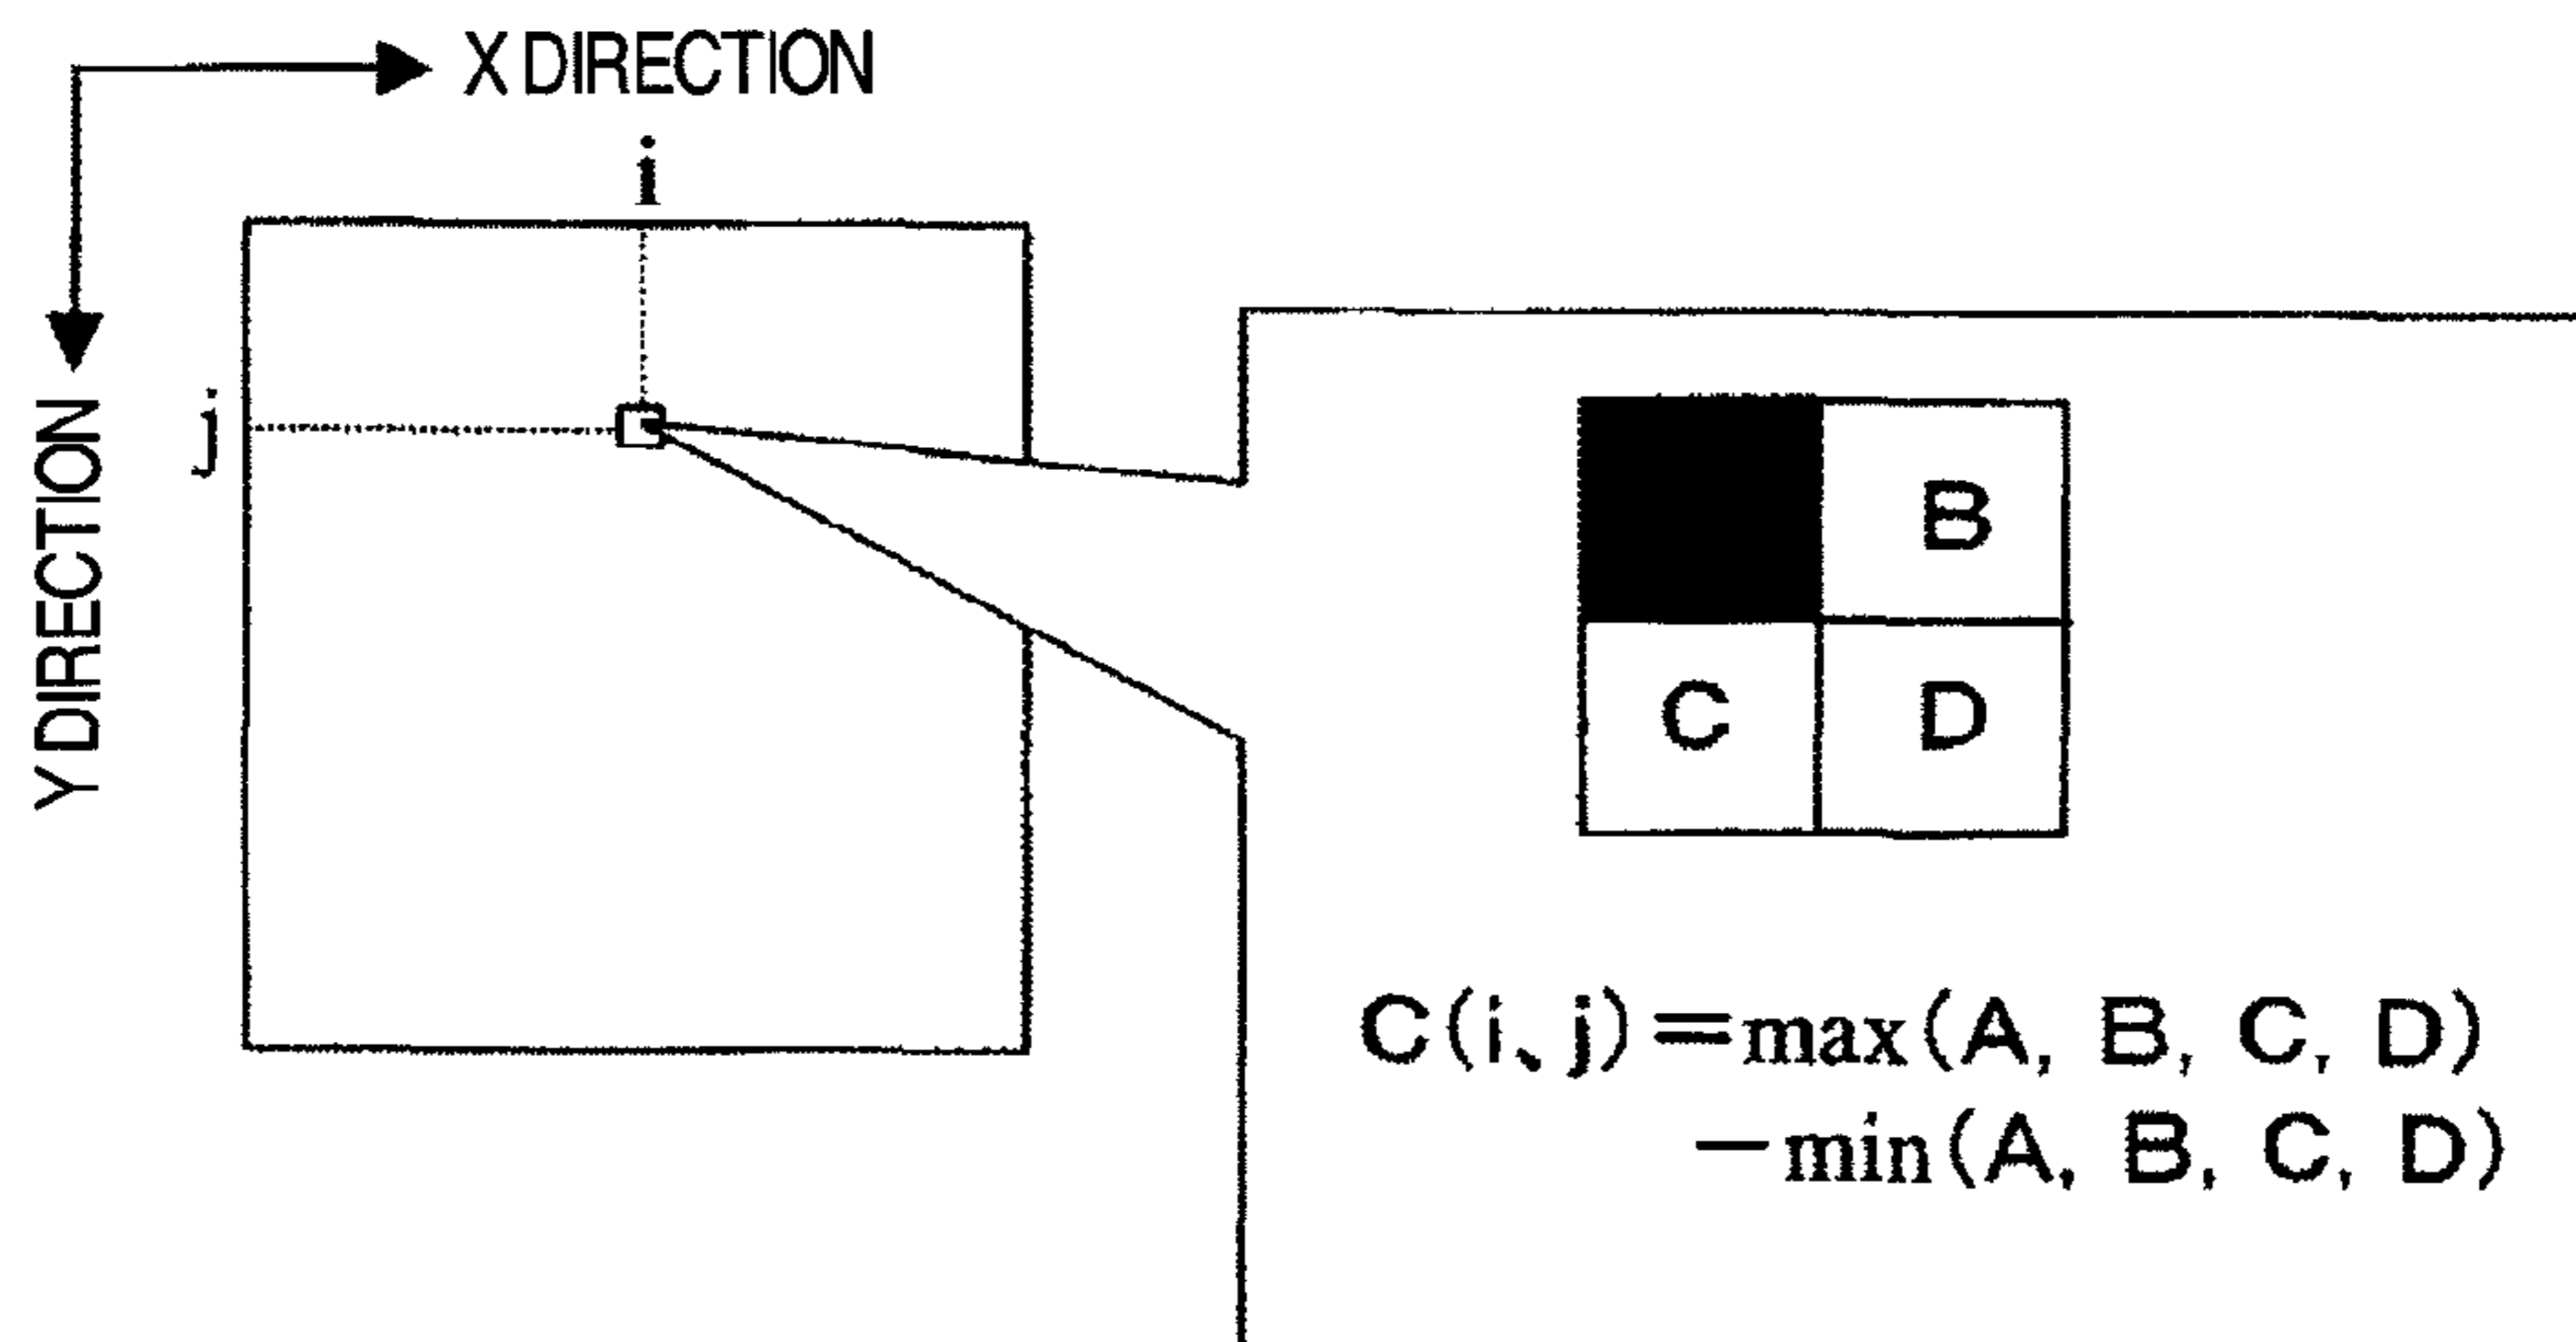 X DIRECTION
i
j
Y DIRECTION
B
C
D
C(i、j)=max(A, B, C, D)
−min(A, B, C, D)